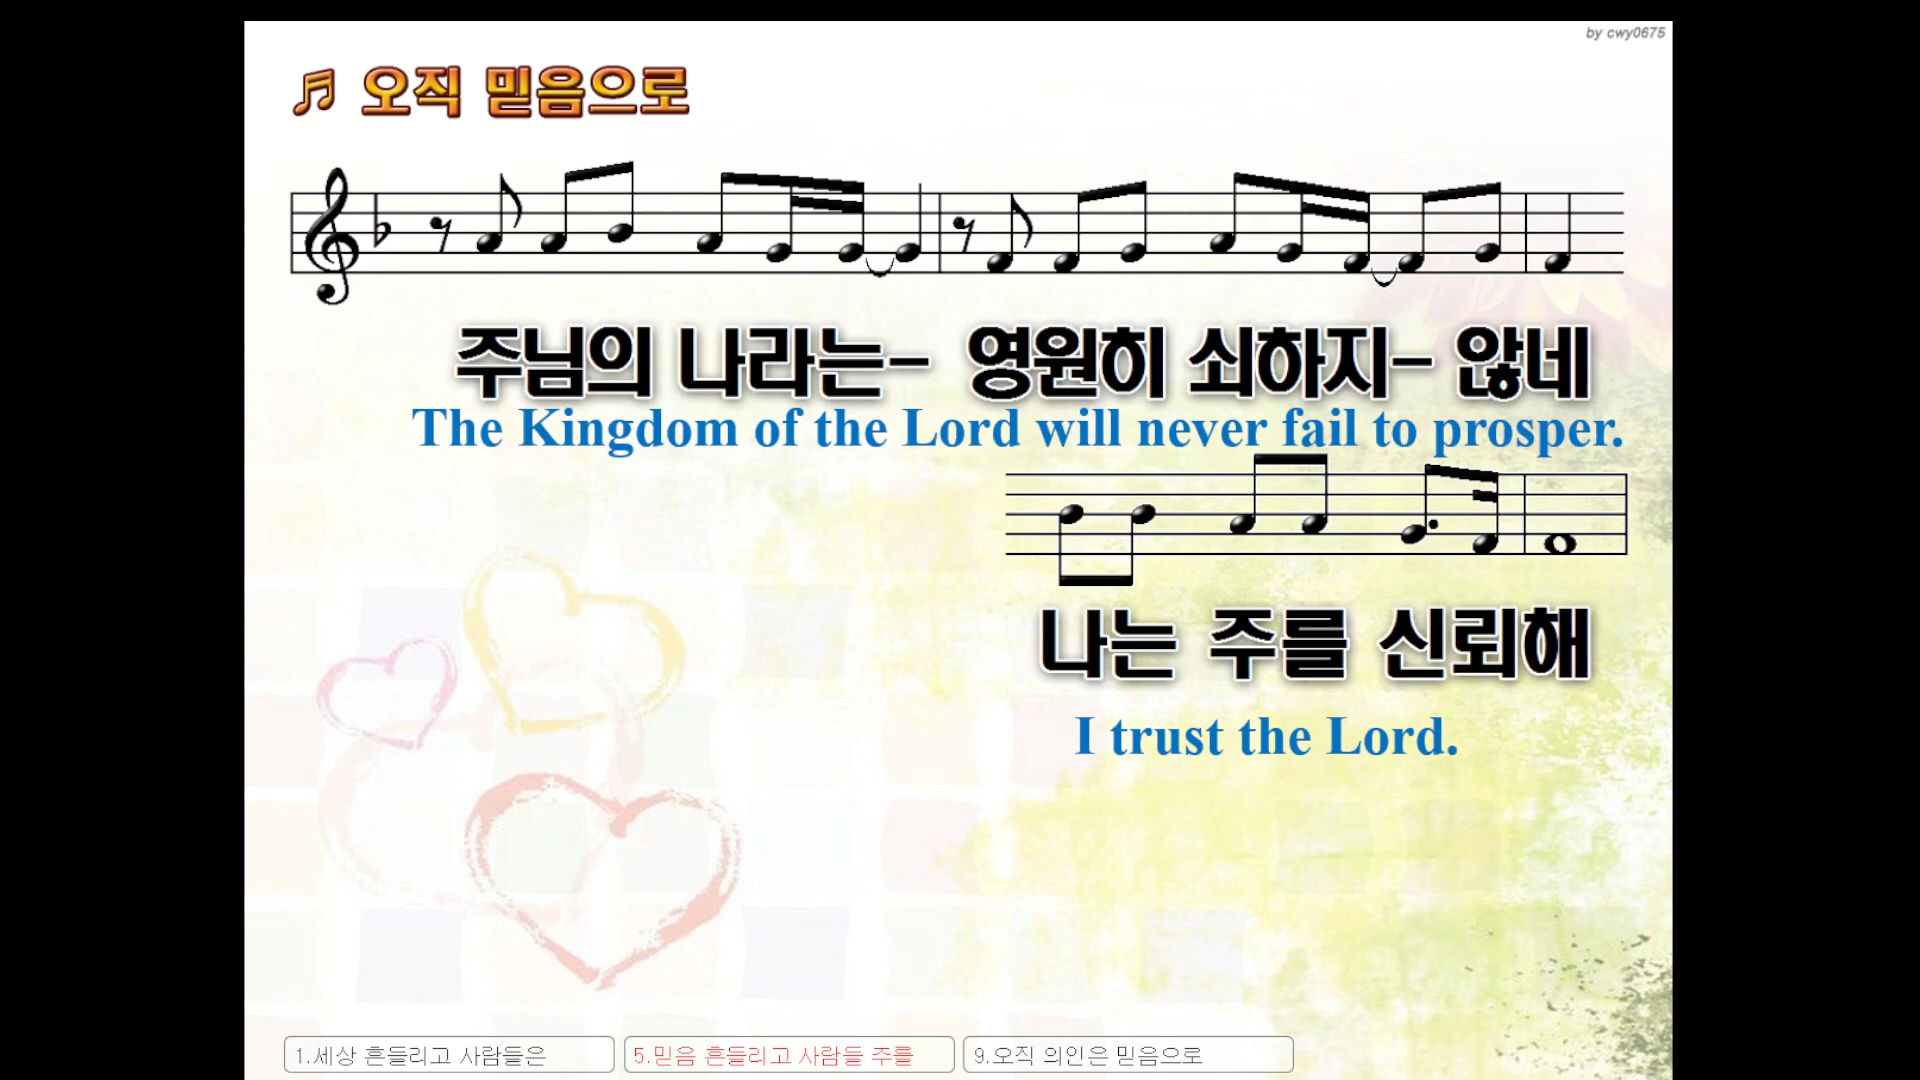 by cwy0675
오직 믿음으로
주님의 나라는- 영원히 쇠하지- 않네
The Kingdom of the Lord will never fail to prosper.
나는 주를 신뢰해
I trust the Lord.
1.세상 흔들리고 사람들은
5.믿음 흔들리고 사람들 주를
9.오직 의인은 믿음으로